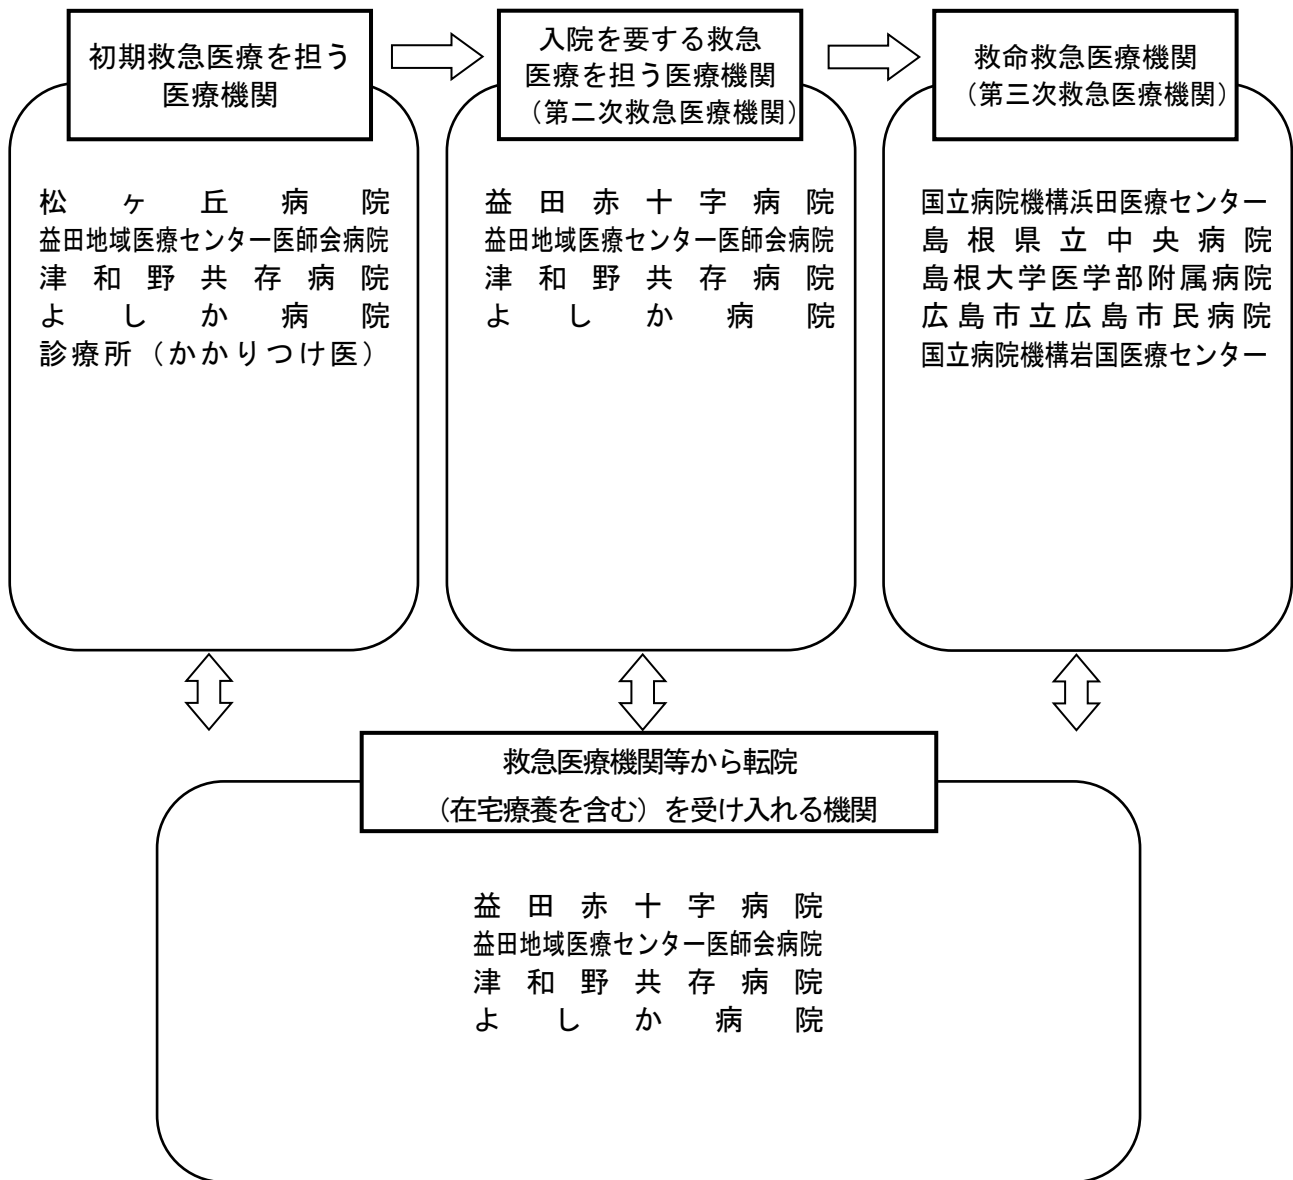 初期救急医療を担う
医療機関
松ヶ丘病院
益田地域医療センター医師会病院
津和野共存病院
よしか病院
診療所（かかりつけ医）
入院を要する救急
医療を担う医療機関
（第二次救急医療機関）
益田赤十字病院
益田地域医療センター医師会病院
津和野共存病院
よしか病院
救命救急医療機関
（第三次救急医療機関）
国立病院機構浜田医療センター
島根県立中央病院
島根大学医学部附属病院
広島市立広島市民病院
国立病院機構岩国医療センター
救急医療機関等から転院
（在宅療養を含む）を受け入れる機関
益田赤十字病院
益田地域医療センター医師会病院
津和野共存病院
よしか病院